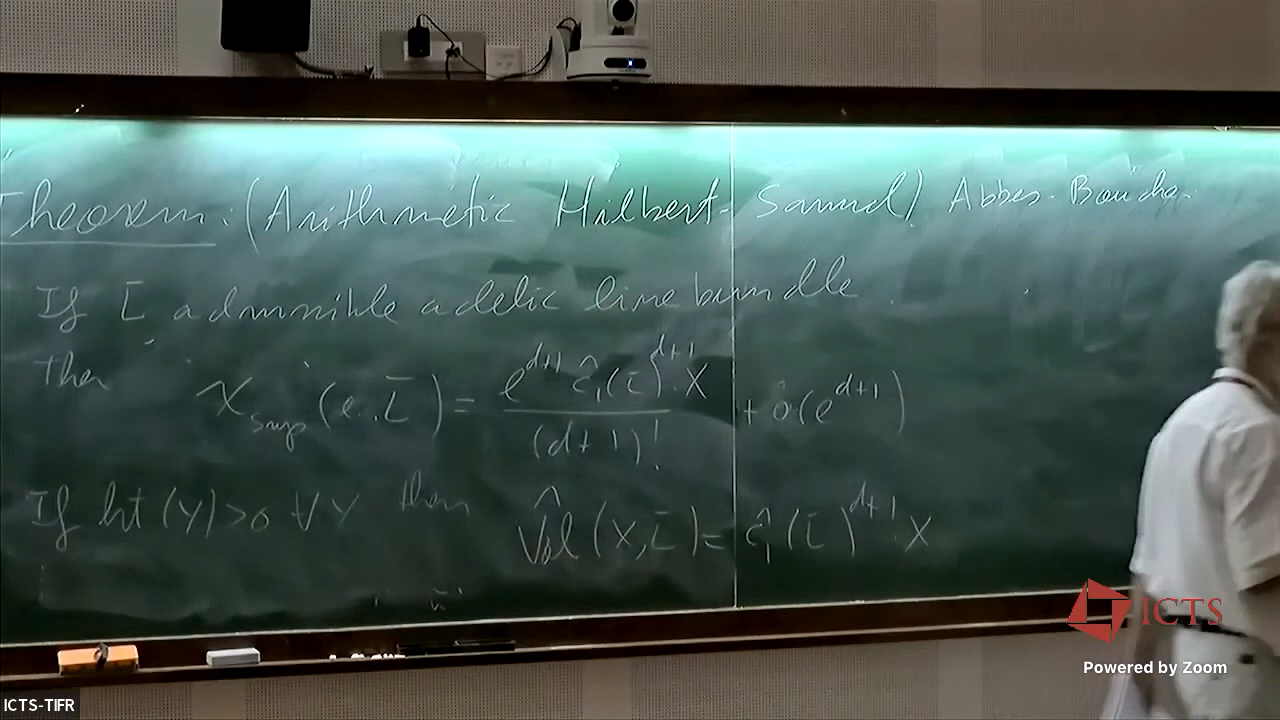 Theorem: (Arithmetic Hilbert-Samuel) Abbes-Bouche
If L̄ admissible adelic line bundle
then χ_sup(ℓ.L̄) = ℓ^{d+1} ĉ₁(L̄)^{d+1}.X / (d+1)! + o(ℓ^{d+1})
If ht(Y)>0 ∀Y then V̂ol(X,L̄) = ĉ₁(L̄)^{d+1}.X
ICTS
Powered by Zoom
ICTS-TIFR